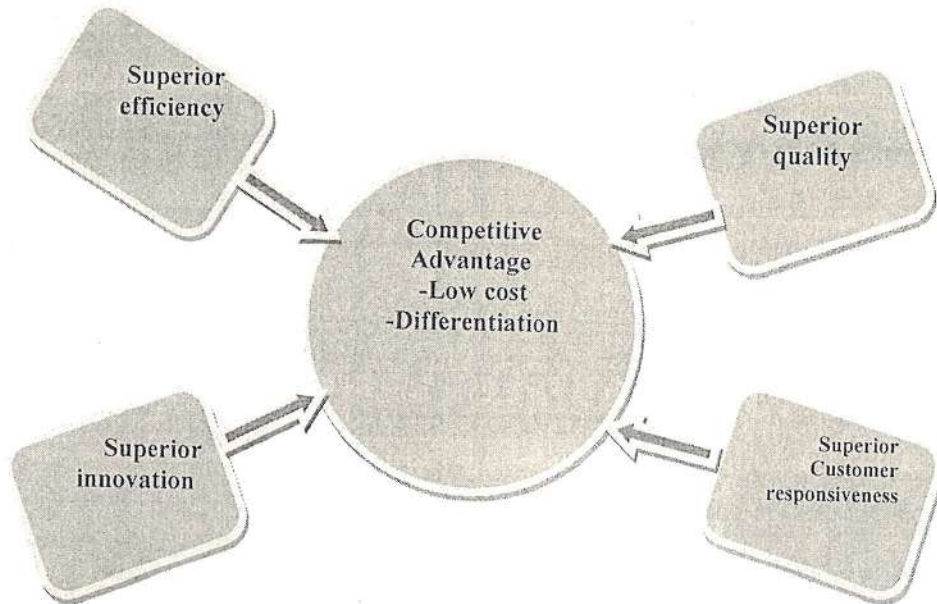 Superior
efficiency
Superior
quality
Competitive
Advantage
-Low cost
-Differentiation
Superior
innovation
Superior
Customer
responsiveness